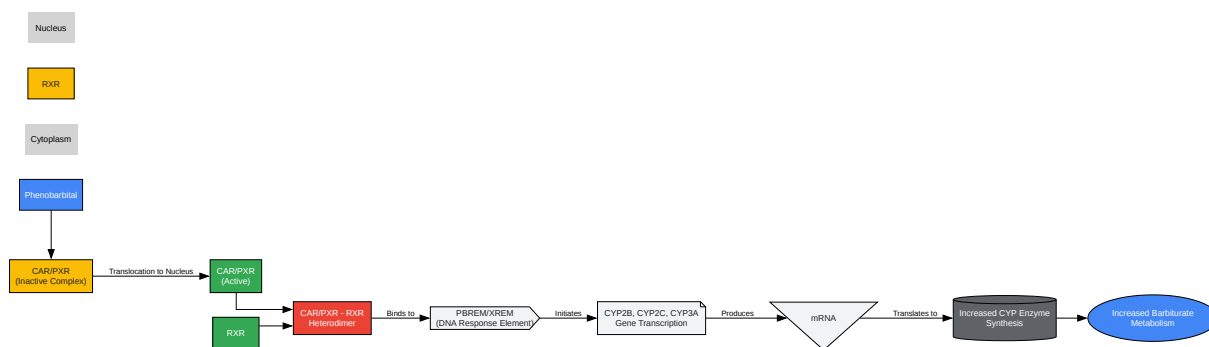 Nucleus
RXR
Cytoplasm
Phenobarbital
CAR/PXR
(Inactive Complex)
Translocation to Nucleus
CAR/PXR
(Active)
RXR
CAR/PXR - RXR
Heterodimer
Binds to
PBREM/XREM
(DNA Response Element)
Initiates
CYP2B, CYP2C, CYP3A
Gene Transcription
Produces
mRNA
Translates to
Increased CYP Enzyme
Synthesis
Increased Barbiturate
Metabolism